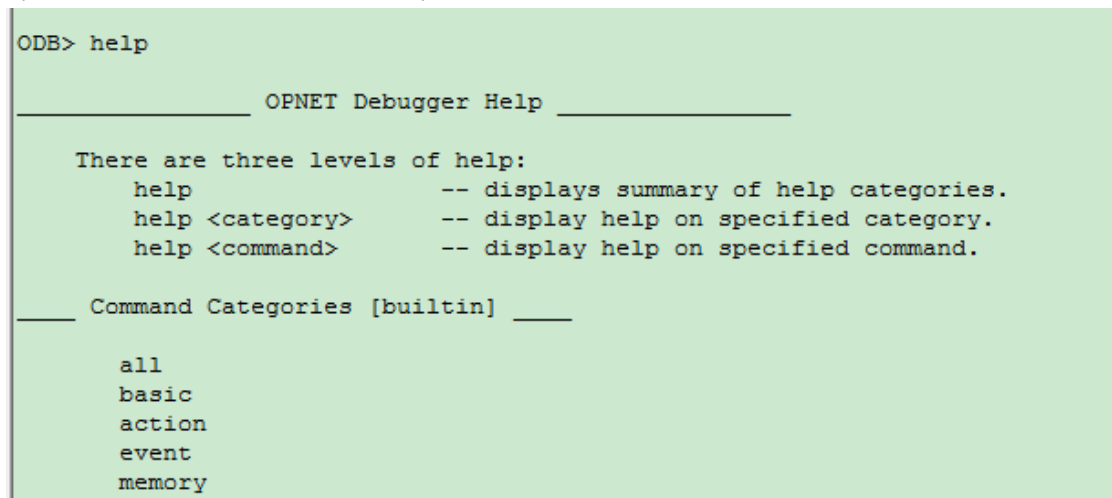 ODB> help
_________________ OPNET Debugger Help _________________
There are three levels of help:
help -- displays summary of help categories.
help <category> -- display help on specified category.
help <command> -- display help on specified command.
____ Command Categories [builtin] ____
all
basic
action
event
memory